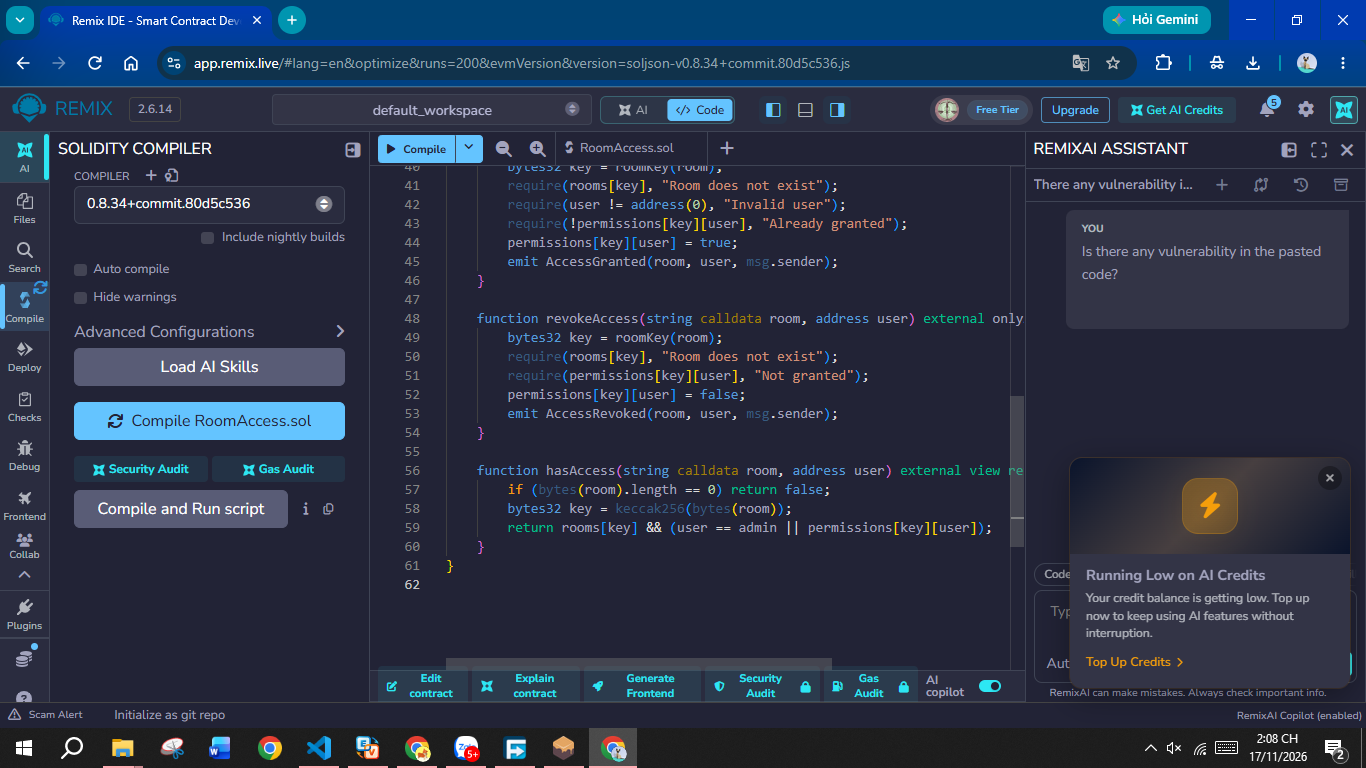 Remix IDE - Smart Contract Dev
Hỏi Gemini
app.remix.live/#lang=en&optimize&runs=200&evmVersion&version=soljson-v0.8.34+commit.80d5c536.js
REMIX
2.6.14
default_workspace
AI
Code
Free Tier
Upgrade
Get AI Credits
5
AI
AI
Files
Search
Compile
Deploy
Checks
Debug
Frontend
Collab
Plugins
SOLIDITY COMPILER
COMPILER
0.8.34+commit.80d5c536
Include nightly builds
Auto compile
Hide warnings
Advanced Configurations
Load AI Skills
Compile RoomAccess.sol
Security Audit
Gas Audit
Compile and Run script
i
Compile
RoomAccess.sol
40 bytes32 key = roomKey(room);
41 require(rooms[key], "Room does not exist");
42 require(user != address(0), "Invalid user");
43 require(!permissions[key][user], "Already granted");
44 permissions[key][user] = true;
45 emit AccessGranted(room, user, msg.sender);
46 }
47
48 function revokeAccess(string calldata room, address user) external only
49 bytes32 key = roomKey(room);
50 require(rooms[key], "Room does not exist");
51 require(permissions[key][user], "Not granted");
52 permissions[key][user] = false;
53 emit AccessRevoked(room, user, msg.sender);
54 }
55
56 function hasAccess(string calldata room, address user) external view re
57 if (bytes(room).length == 0) return false;
58 bytes32 key = keccak256(bytes(room));
59 return rooms[key] && (user == admin || permissions[key][user]);
60 }
61 }
62
Edit contract
Explain contract
Generate Frontend
Security Audit
Gas Audit
AI copilot
REMIXAI ASSISTANT
There any vulnerability i...
YOU
Is there any vulnerability in the pasted
code?
Code
Typ
Aut
Running Low on AI Credits
Your credit balance is getting low. Top up
now to keep using AI features without
interruption.
Top Up Credits
RemixAI can make mistakes. Always check important info.
Scam Alert
Initialize as git repo
RemixAI Copilot (enabled)
5+
2:08 CH
17/11/2026
2